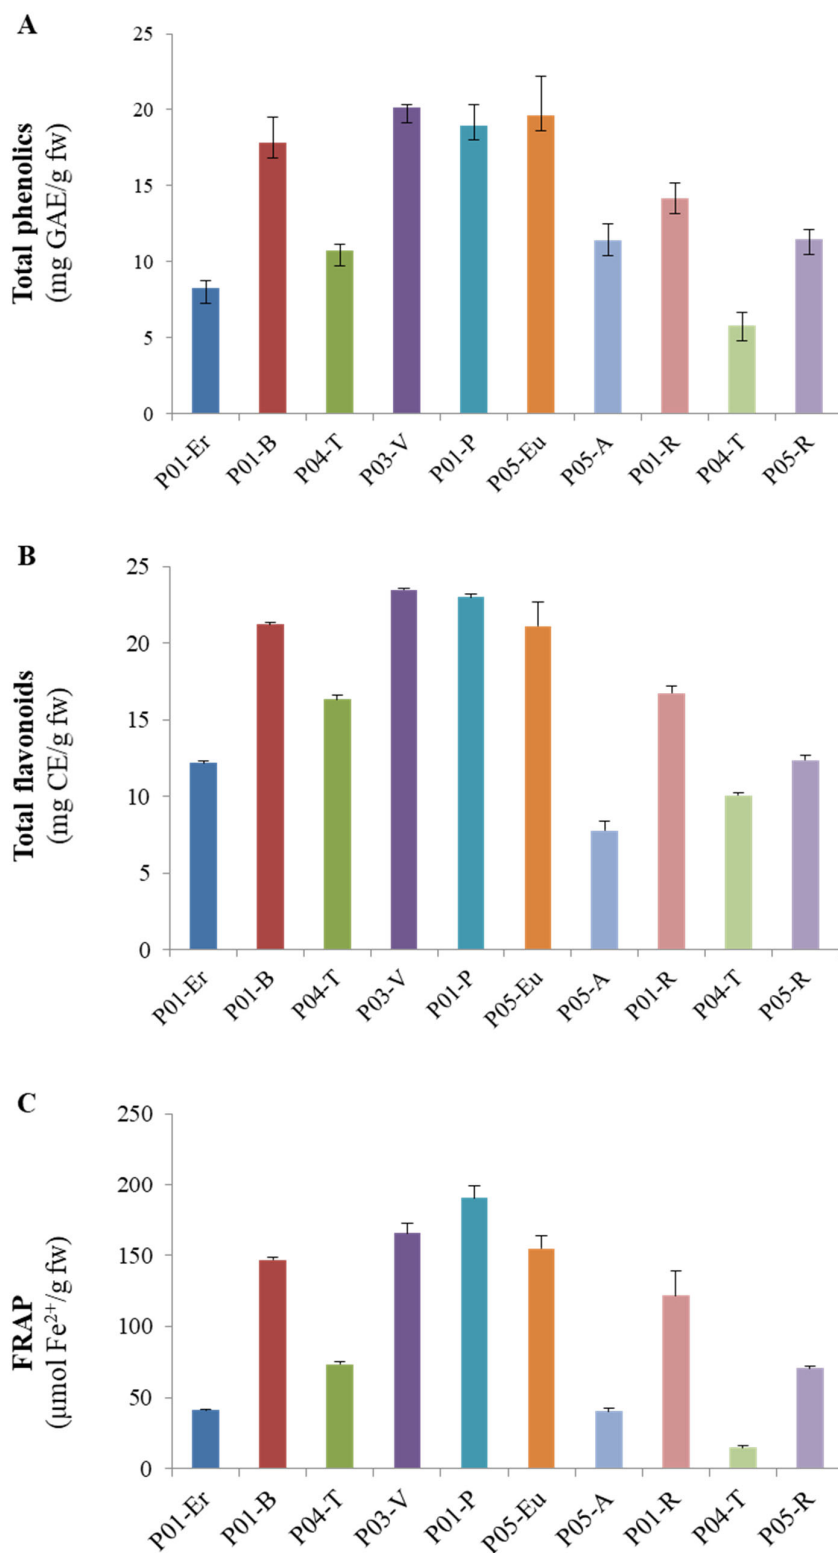 A
Total phenolics
(mg GAE/g fw)
25
20
15
10
5
0
P01-Er
P01-B
P04-T
P03-V
P01-P
P05-Eu
P05-A
P01-R
P04-T
P05-R
B
Total flavonoids
(mg CE/g fw)
25
20
15
10
5
0
P01-Er
P01-B
P04-T
P03-V
P01-P
P05-Eu
P05-A
P01-R
P04-T
P05-R
C
FRAP
(µmol Fe²⁺/g fw)
250
200
150
100
50
0
P01-Er
P01-B
P04-T
P03-V
P01-P
P05-Eu
P05-A
P01-R
P04-T
P05-R